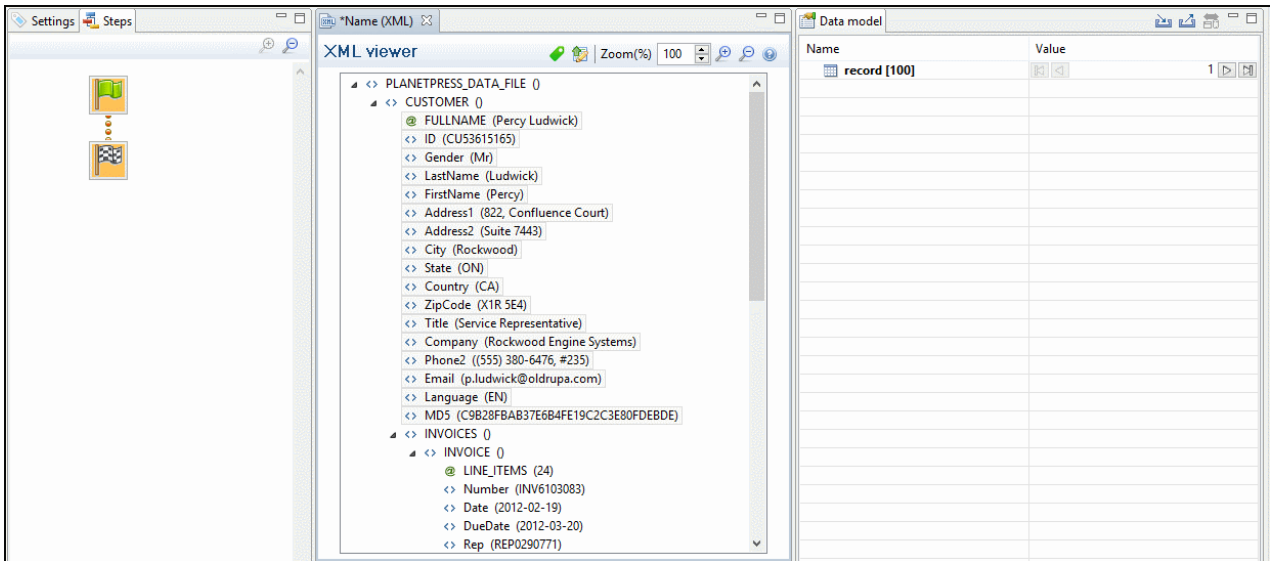 Settings Steps
*Name (XML)
XML viewer
Zoom(%) 100
PLANETPRESS_DATA_FILE ()
<> CUSTOMER ()
@ FULLNAME (Percy Ludwick)
<> ID (CU53615165)
<> Gender (Mr)
<> LastName (Ludwick)
<> FirstName (Percy)
<> Address1 (822, Confluence Court)
<> Address2 (Suite 7443)
<> City (Rockwood)
<> State (ON)
<> Country (CA)
<> ZipCode (X1R 5E4)
<> Title (Service Representative)
<> Company (Rockwood Engine Systems)
<> Phone2 ((555) 380-6476, #235)
<> Email (p.ludwick@oldrupa.com)
<> Language (EN)
<> MD5 (C9B28FBAB37E6B4FE19C2C3E80FDEBDE)
<> INVOICES ()
<> INVOICE ()
@ LINE_ITEMS (24)
<> Number (INV6103083)
<> Date (2012-02-19)
<> DueDate (2012-03-20)
<> Rep (REP0290771)
Data model
Name Value
record [100] 1